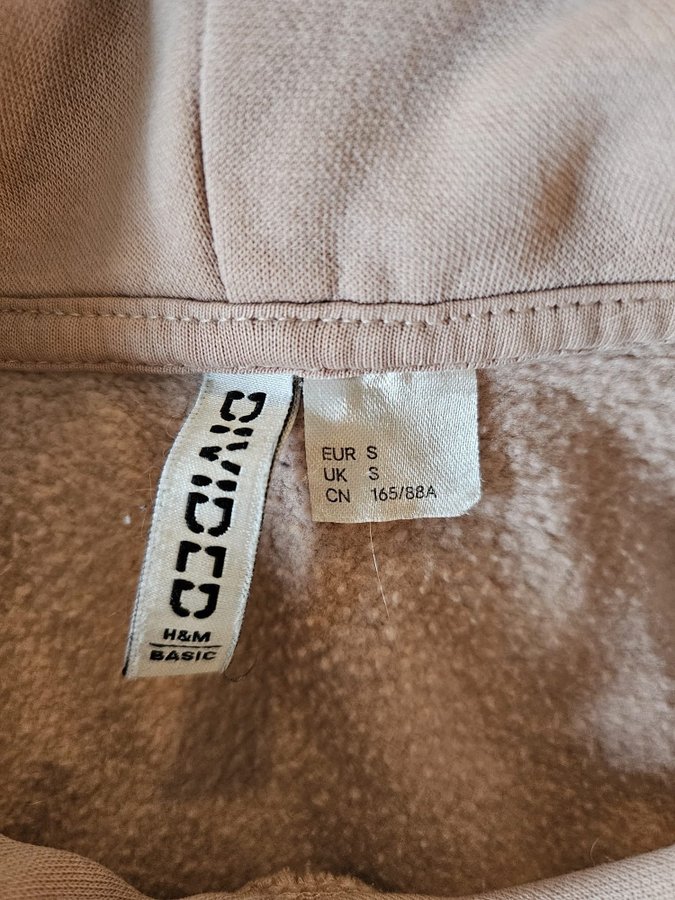 DIVIDED
H&M
BASIC
EUR S
UK S
CN 165/88A